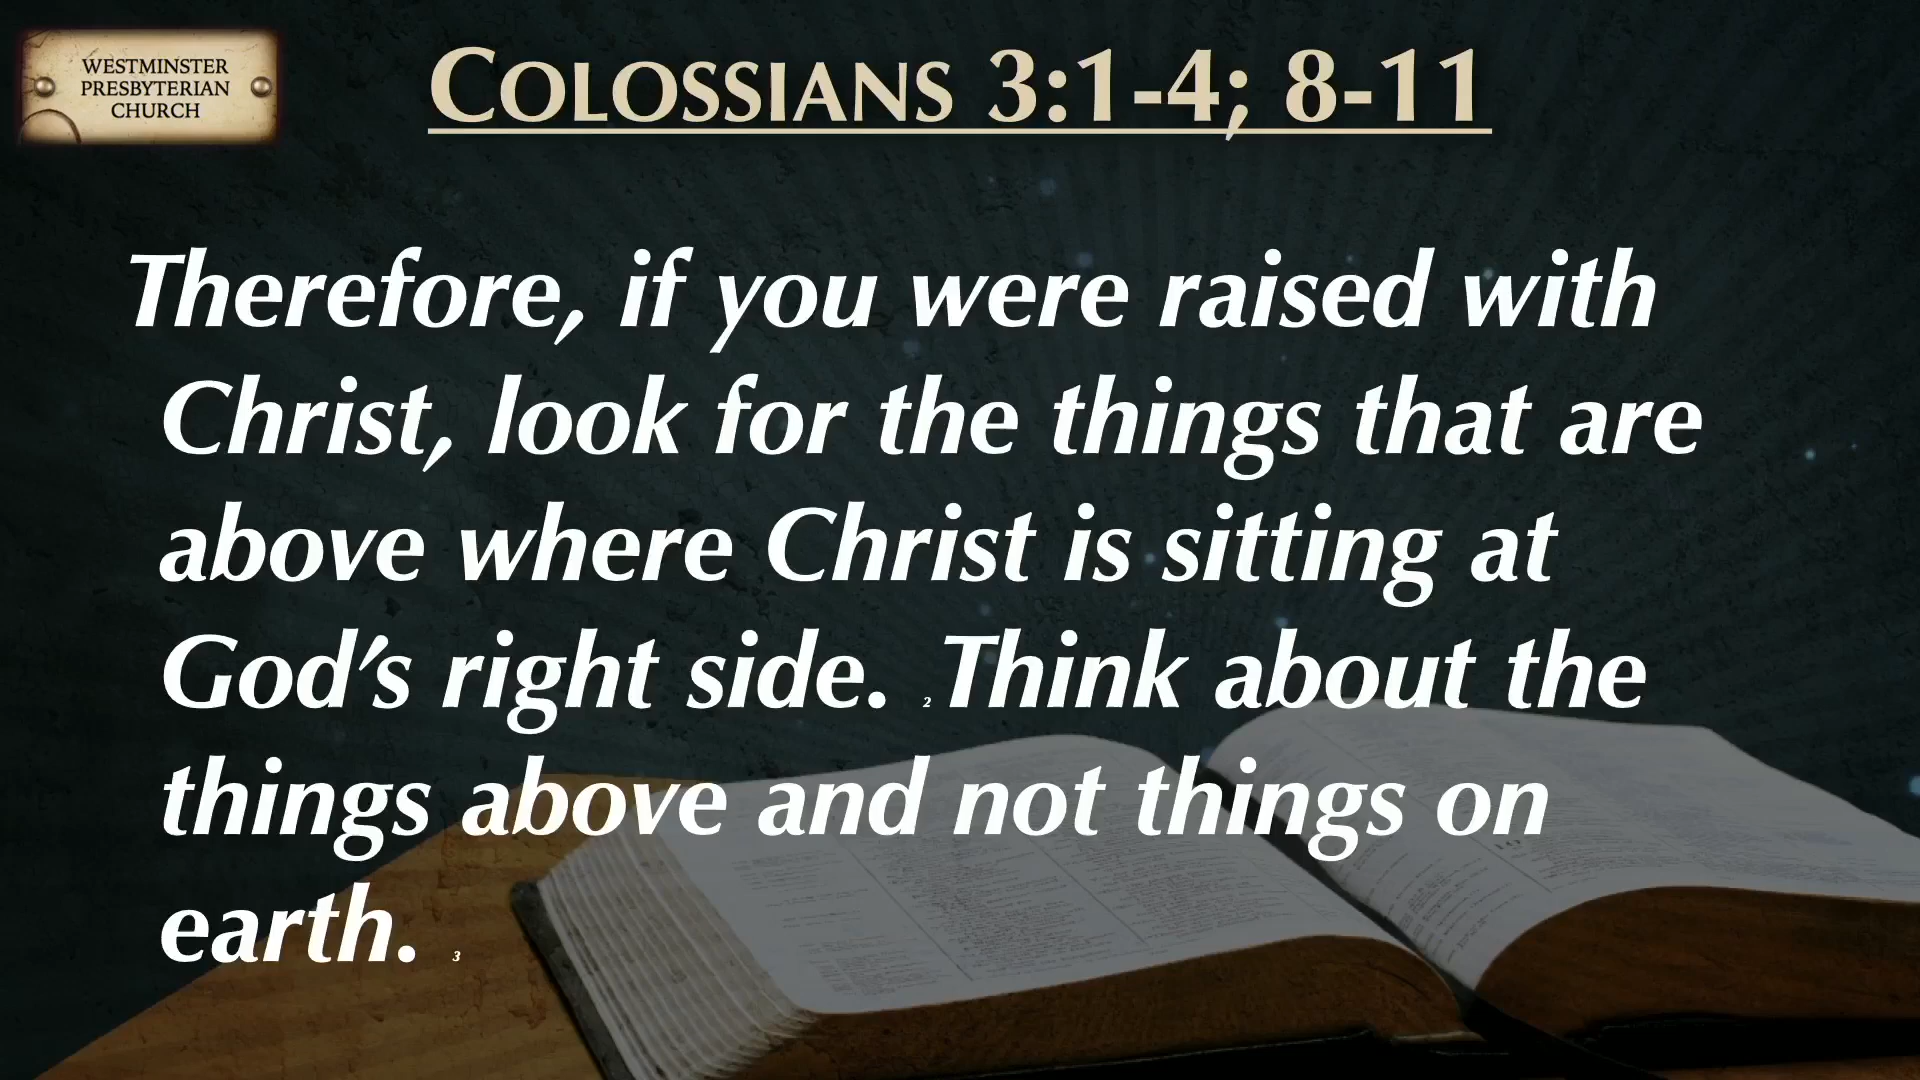 WESTMINSTER
PRESBYTERIAN
CHURCH
COLOSSIANS 3:1-4; 8-11
Therefore, if you were raised with
Christ, look for the things that are
above where Christ is sitting at
God’s right side. 2 Think about the
things above and not things on
earth. 3